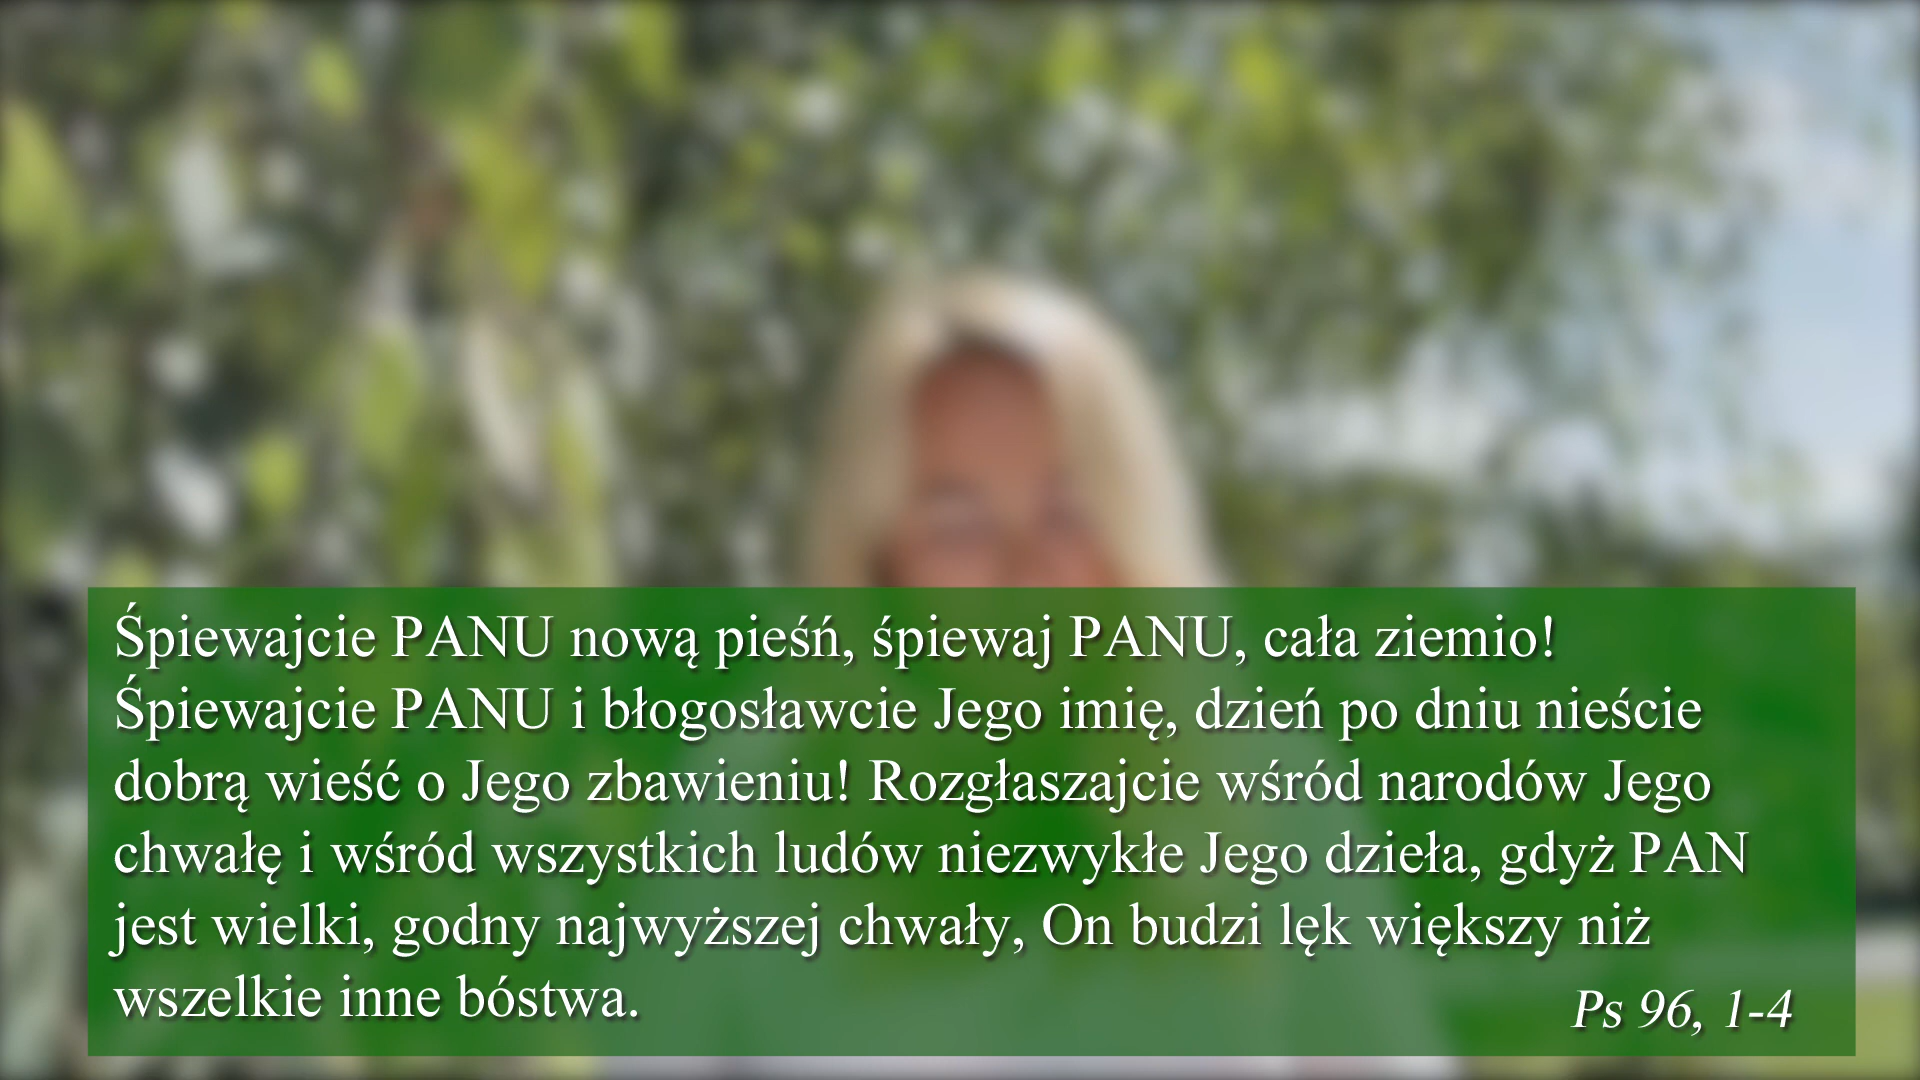 Śpiewajcie PANU nową pieśń, śpiewaj PANU, cała ziemio!
Śpiewajcie PANU i błogosławcie Jego imię, dzień po dniu nieście
dobrą wieść o Jego zbawieniu! Rozgłaszajcie wśród narodów Jego
chwałę i wśród wszystkich ludów niezwykłe Jego dzieła, gdyż PAN
jest wielki, godny najwyższej chwały, On budzi lęk większy niż
wszelkie inne bóstwa.
Ps 96, 1-4